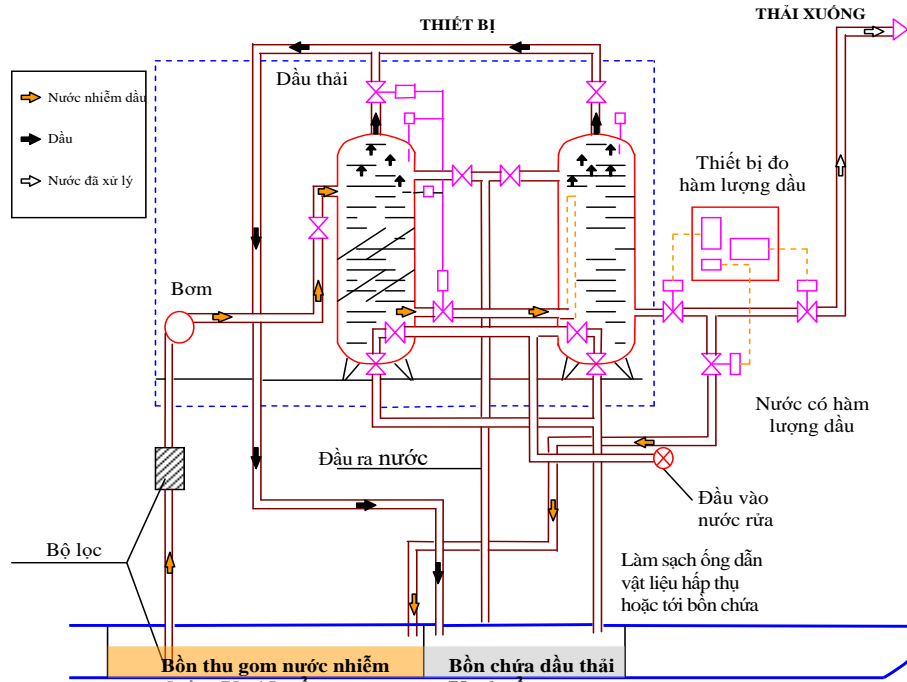 THIẾT BỊ
THẢI XUỐNG
Dầu thải
Nước nhiễm dầu
Dầu
Nước đã xử lý
Thiết bị đo
hàm lượng dầu
Bơm
Nước có hàm
lượng dầu
Đầu ra nước
Đầu vào
nước rửa
Bộ lọc
Làm sạch ống dẫn
vật liệu hấp thụ
hoặc tới bồn chứa
Bồn thu gom nước nhiễm
Bồn chứa dầu thải